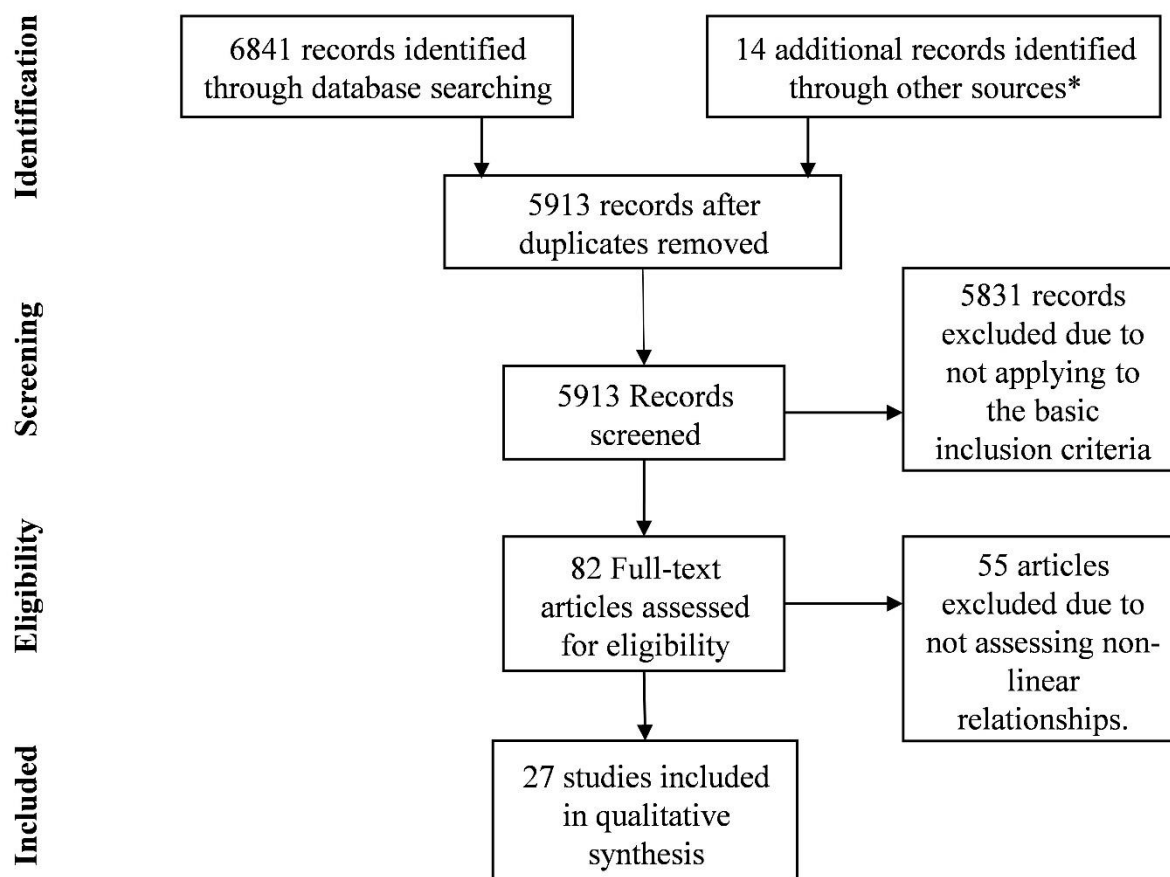 Identification
6841 records identified
through database searching
14 additional records identified
through other sources*
5913 records after
duplicates removed
Screening
5913 Records
screened
5831 records
excluded due to
not applying to
the basic
inclusion criteria
Eligibility
82 Full-text
articles assessed
for eligibility
55 articles
excluded due to
not assessing non-
linear
relationships.
Included
27 studies included
in qualitative
synthesis